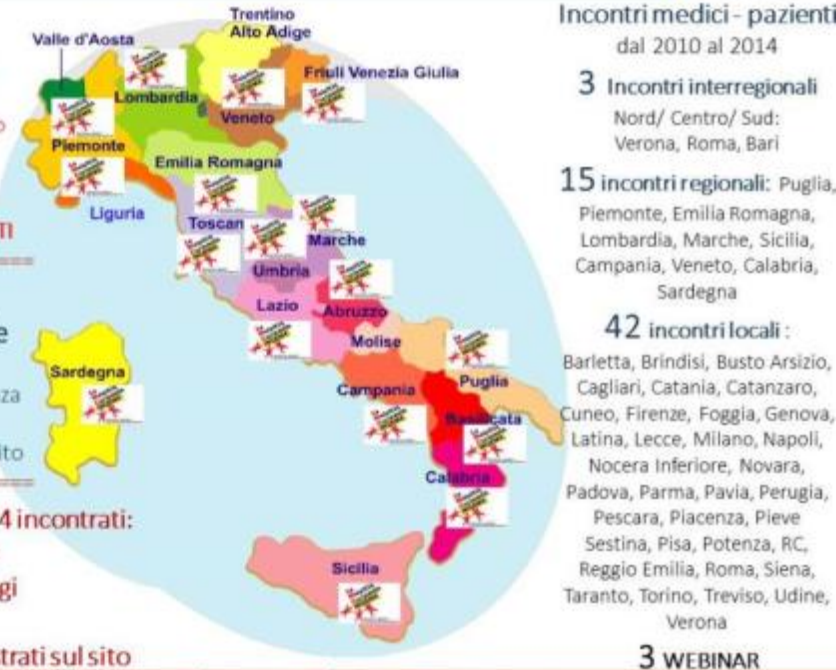 Trentino
Alto Adige
Valle d'Aosta
Friuli Venezia Giulia
Lombardia
Veneto
Piemonte
Emilia Romagna
Liguria
Toscan
Marche
Umbria
Lazio
Abruzzo
Molise
Sardegna
Campania
Puglia
Basilicata
Calabria
Sicilia
e
za
ito
4 incontrati:
gi
trati sul sito
Incontri medici - pazienti
dal 2010 al 2014
3 Incontri interregionali
Nord/ Centro/ Sud:
Verona, Roma, Bari
15 incontri regionali: Puglia,
Piemonte, Emilia Romagna,
Lombardia, Marche, Sicilia,
Campania, Veneto, Calabria,
Sardegna
42 incontri locali :
Barletta, Brindisi, Busto Arsizio,
Cagliari, Catania, Catanzaro,
Cuneo, Firenze, Foggia, Genova,
Latina, Lecce, Milano, Napoli,
Nocera Inferiore, Novara,
Padova, Parma, Pavia, Perugia,
Pescara, Piacenza, Pieve
Sestina, Pisa, Potenza, RC,
Reggio Emilia, Roma, Siena,
Taranto, Torino, Treviso, Udine,
Verona
3 WEBINAR